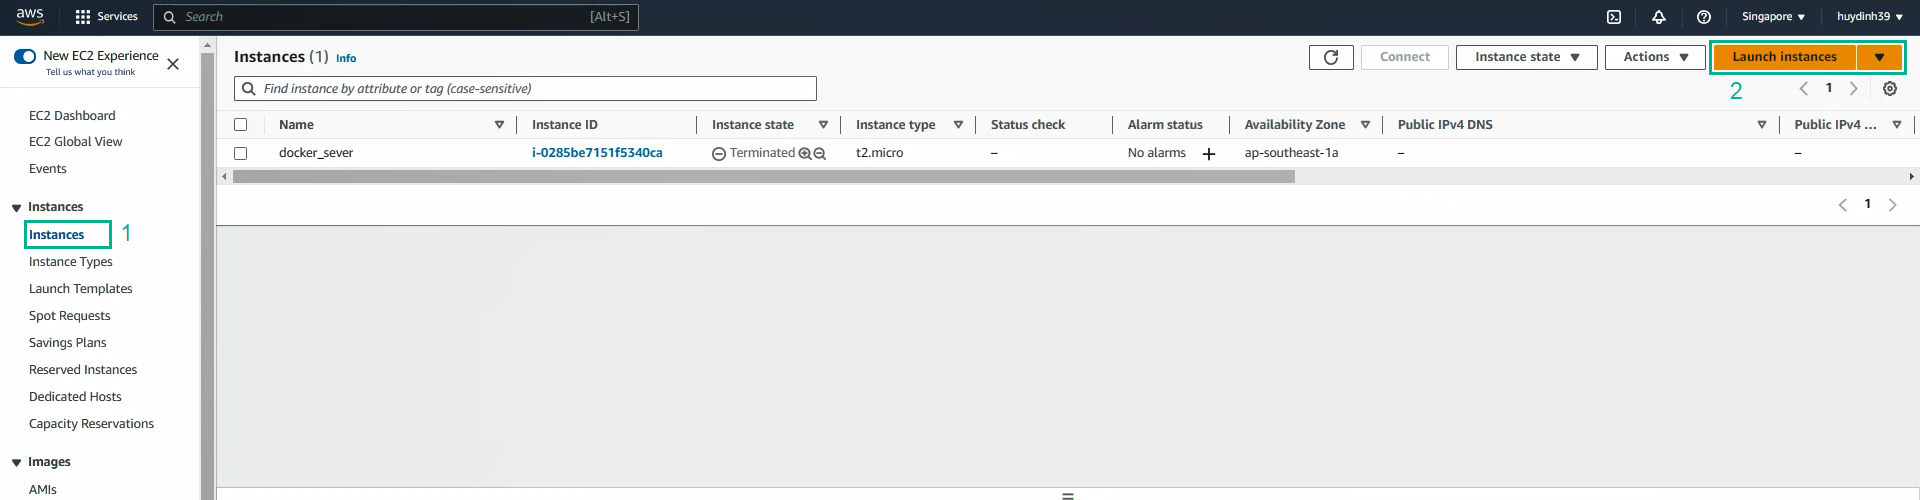 aws
Services
Search [Alt+S]
Singapore
huydinh39
New EC2 Experience
Tell us what you think
EC2 Dashboard
EC2 Global View
Events
Instances
Instances 1
Instance Types
Launch Templates
Spot Requests
Savings Plans
Reserved Instances
Dedicated Hosts
Capacity Reservations
Images
AMIs
Instances (1) Info
Connect
Instance state
Actions
Launch instances
2
Find instance by attribute or tag (case-sensitive)
1
Name Instance ID Instance state Instance type Status check Alarm status Availability Zone Public IPv4 DNS Public IPv4 ...
docker_sever i-0285be7151f5340ca Terminated t2.micro – No alarms + ap-southeast-1a – –
1